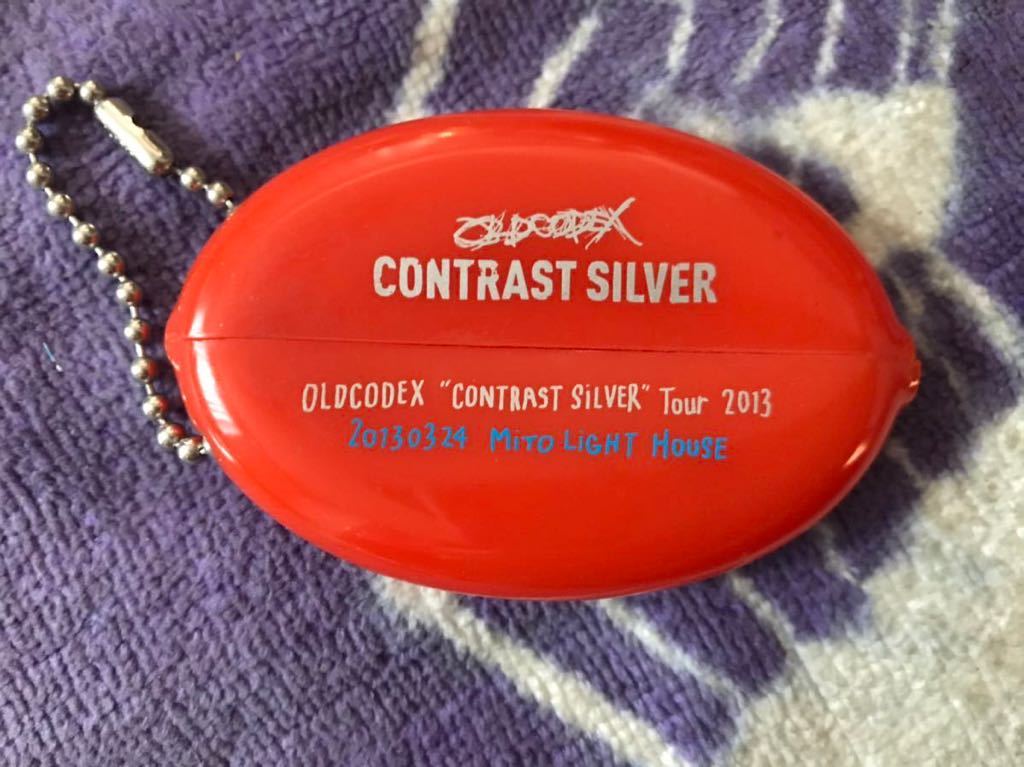 OLDCODEX
CONTRAST SILVER
OLDCODEX "CONTRAST SiLVER" Tour 2013
20130324 MiTO LiGHT HOUSE